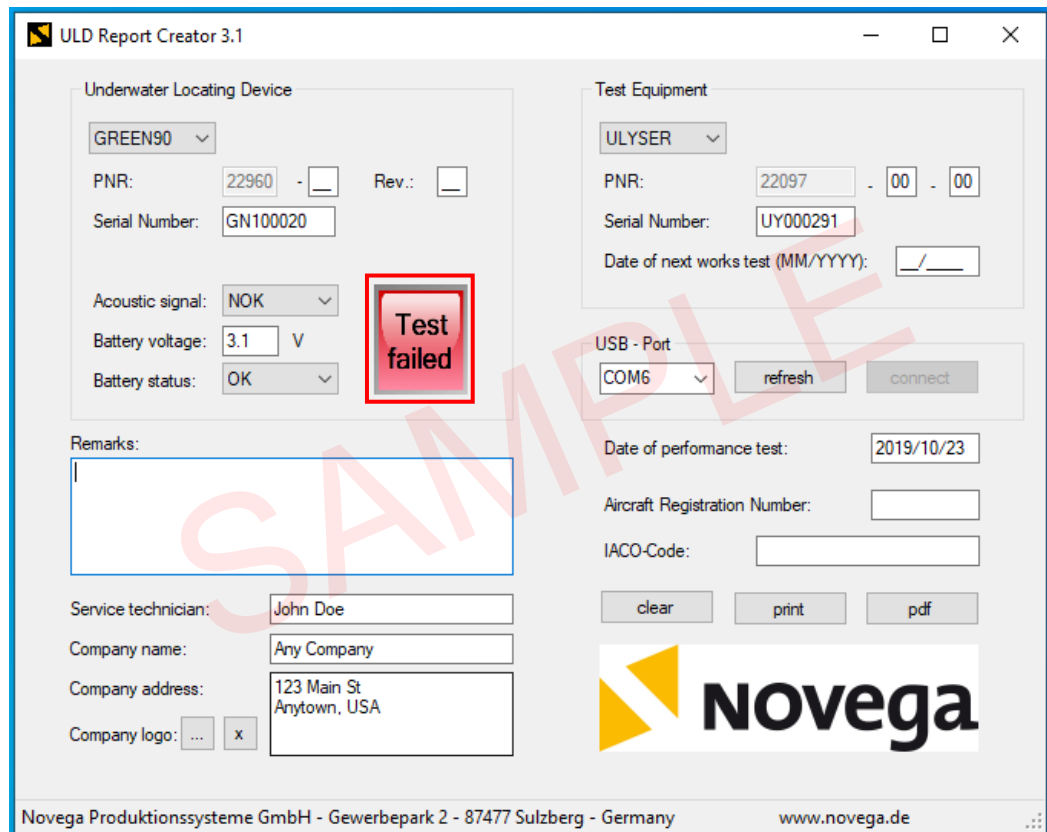 ULD Report Creator 3.1
Underwater Locating Device
GREEN90
PNR: 22960 - __ Rev.: __
Serial Number: GN100020
Acoustic signal: NOK
Battery voltage: 3.1 V
Battery status: OK
Test
failed
Remarks:
Service technician: John Doe
Company name: Any Company
Company address: 123 Main St
Anytown, USA
Company logo: ... x
Test Equipment
ULYSER
PNR: 22097 . 00 . 00
Serial Number: UY000291
Date of next works test (MM/YYYY): __/____
USB - Port
COM6 refresh connect
Date of performance test: 2019/10/23
Aircraft Registration Number:
IACO-Code:
clear print pdf
NOVega
SAMPLE
Novega Produktionssysteme GmbH - Gewerbepark 2 - 87477 Sulzberg - Germany www.novega.de